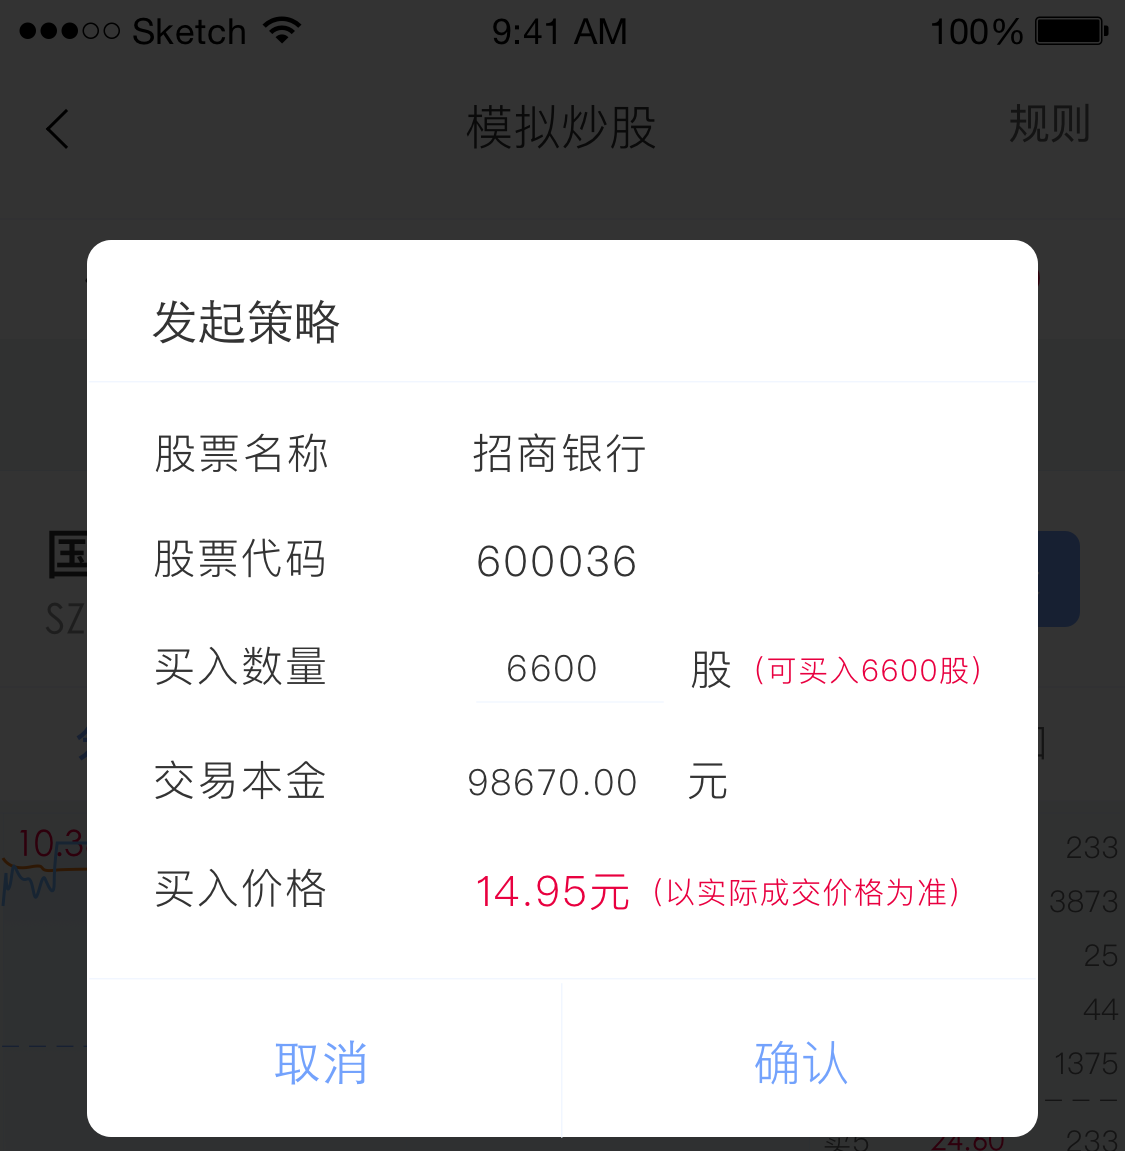 Sketch 9:41 AM 100%
模拟炒股 规则
发起策略
股票名称 招商银行
国
股票代码 600036
SZ
买入数量 6600 股（可买入6600股）
交易本金 98670.00 元
10.3
233
买入价格 14.95元（以实际成交价格为准）
3873
25
44
取消 确认
1375
卖5 24.60 233